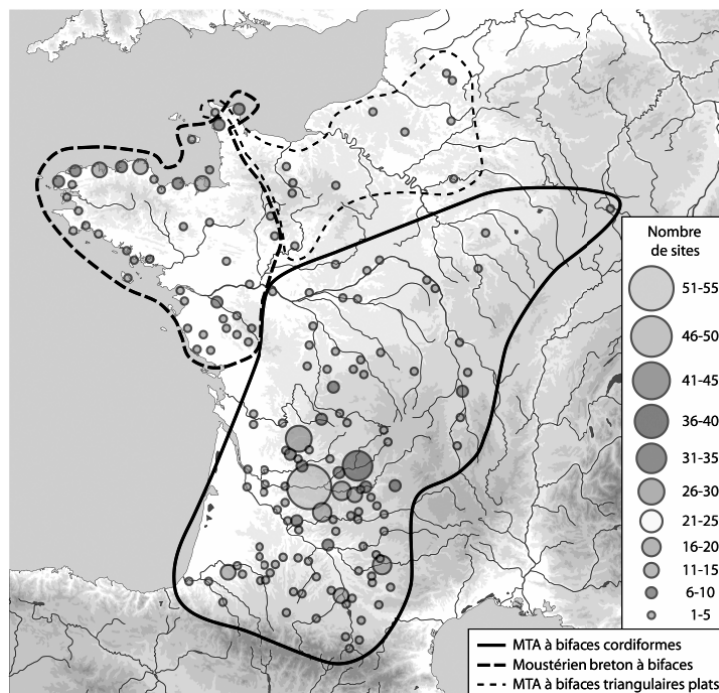 Nombre
de sites
51-55
46-50
41-45
36-40
31-35
26-30
21-25
16-20
11-15
6-10
1-5
MTA à bifaces cordiformes
Moustérien breton à bifaces
MTA à bifaces triangulaires plats